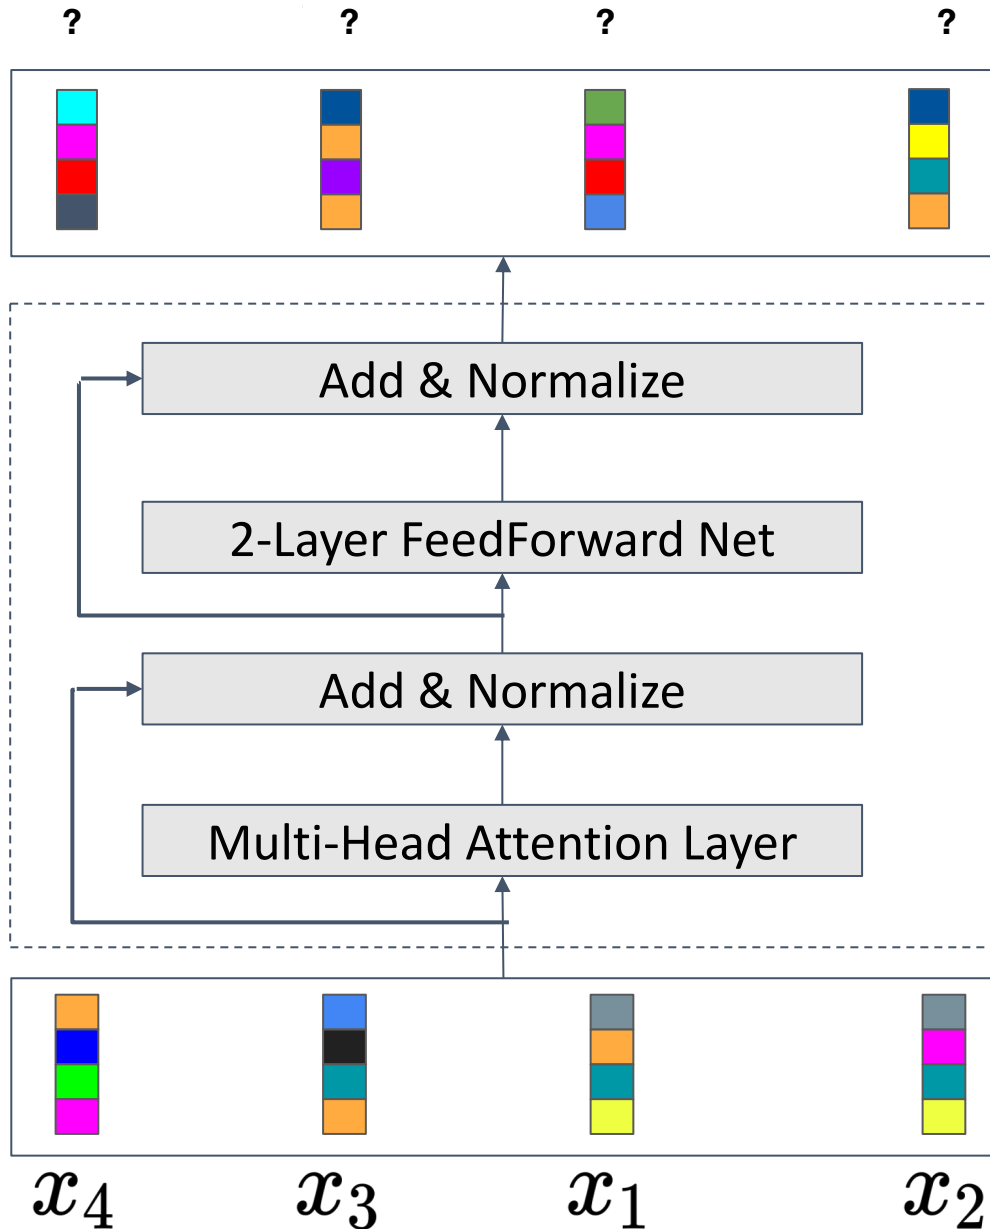 ? ? ? ?
Add & Normalize
2-Layer FeedForward Net
Add & Normalize
Multi-Head Attention Layer
x₄ x₃ x₁ x₂